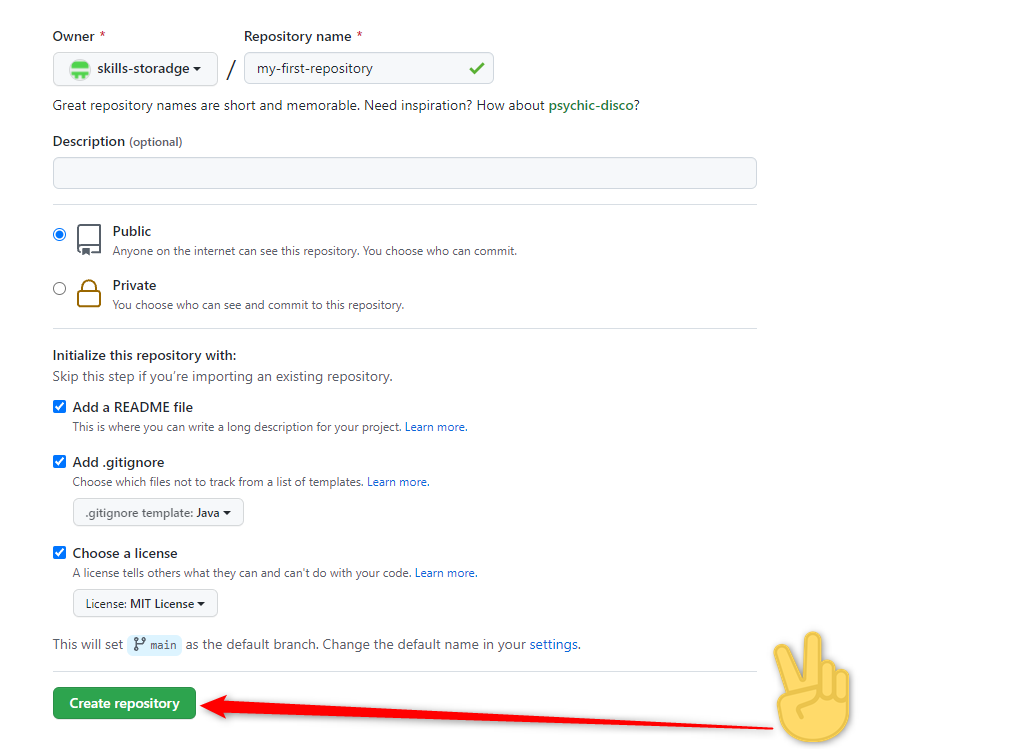 Owner * Repository name *
skills-storadge / my-first-repository
Great repository names are short and memorable. Need inspiration? How about psychic-disco?
Description (optional)
Public
Anyone on the internet can see this repository. You choose who can commit.
Private
You choose who can see and commit to this repository.
Initialize this repository with:
Skip this step if you're importing an existing repository.
Add a README file
This is where you can write a long description for your project. Learn more.
Add .gitignore
Choose which files not to track from a list of templates. Learn more.
.gitignore template: Java
Choose a license
A license tells others what they can and can't do with your code. Learn more.
License: MIT License
This will set main as the default branch. Change the default name in your settings.
Create repository